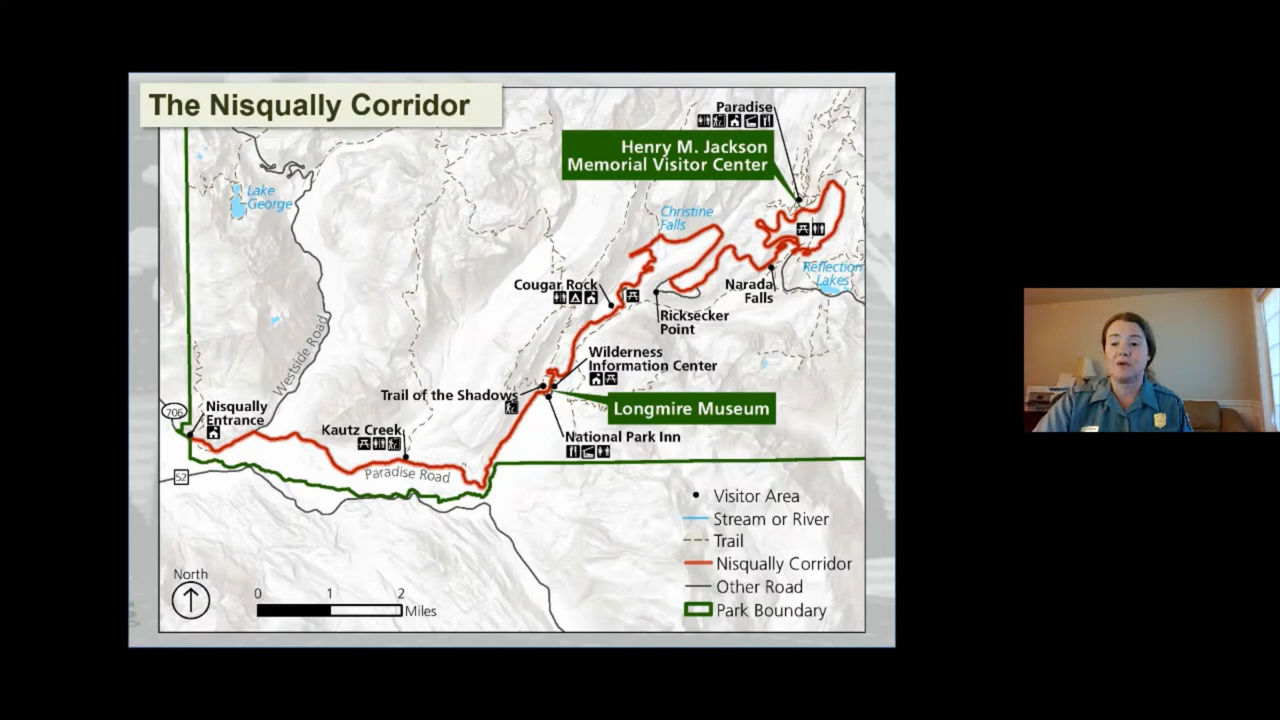 The Nisqually Corridor
Paradise
Henry M. Jackson
Memorial Visitor Center
Lake
George
Christine
Falls
Cougar Rock
Narada
Falls
Reflection
Lakes
Ricksecker
Point
Westside Road
Wilderness
Information Center
Trail of the Shadows
Longmire Museum
706
Nisqually
Entrance
Kautz Creek
National Park Inn
Paradise Road
52
Visitor Area
Stream or River
Trail
Nisqually Corridor
Other Road
Park Boundary
North
0 1 2
Miles